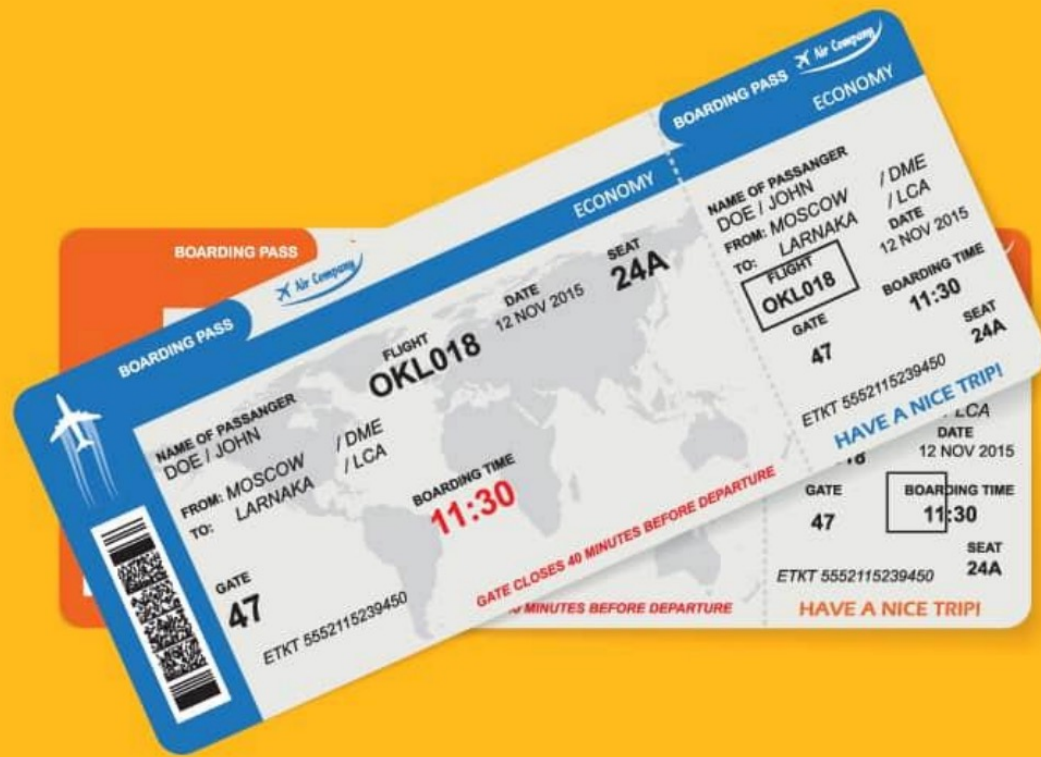 BOARDING PASS
Air Company
ECONOMY
NAME OF PASSANGER
DOE / JOHN
FROM: MOSCOW / DME
TO: LARNAKA / LCA
FLIGHT
OKL018
DATE
12 NOV 2015
SEAT
24A
BOARDING TIME
11:30
GATE
47
ETKT 5552115239450
GATE CLOSES 40 MINUTES BEFORE DEPARTURE
BOARDING PASS
Air Company
ECONOMY
NAME OF PASSANGER
DOE / JOHN
FROM: MOSCOW / DME
TO: LARNAKA / LCA
FLIGHT
OKL018
DATE
12 NOV 2015
GATE
47
BOARDING TIME
11:30
SEAT
24A
ETKT 5552115239450
HAVE A NICE TRIP!
BOARDING PASS
MINUTES BEFORE DEPARTURE
LCA
18
DATE
12 NOV 2015
GATE
47
BOARDING TIME
11:30
SEAT
24A
ETKT 5552115239450
HAVE A NICE TRIP!